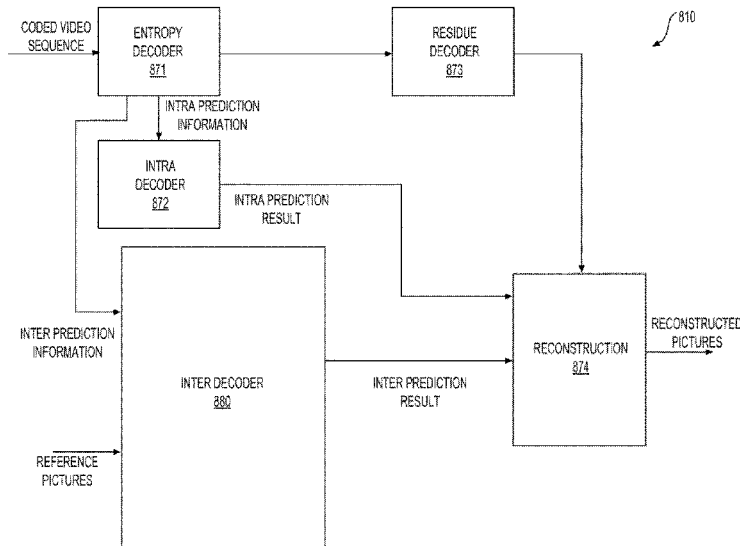 CODED VIDEO
SEQUENCE
ENTROPY
DECODER
871
RESIDUE
DECODER
873
810
INTRA PREDICTION
INFORMATION
INTRA
DECODER
872
INTRA PREDICTION
RESULT
INTER PREDICTION
INFORMATION
INTER DECODER
880
INTER PREDICTION
RESULT
RECONSTRUCTION
874
RECONSTRUCTED
PICTURES
REFERENCE
PICTURES